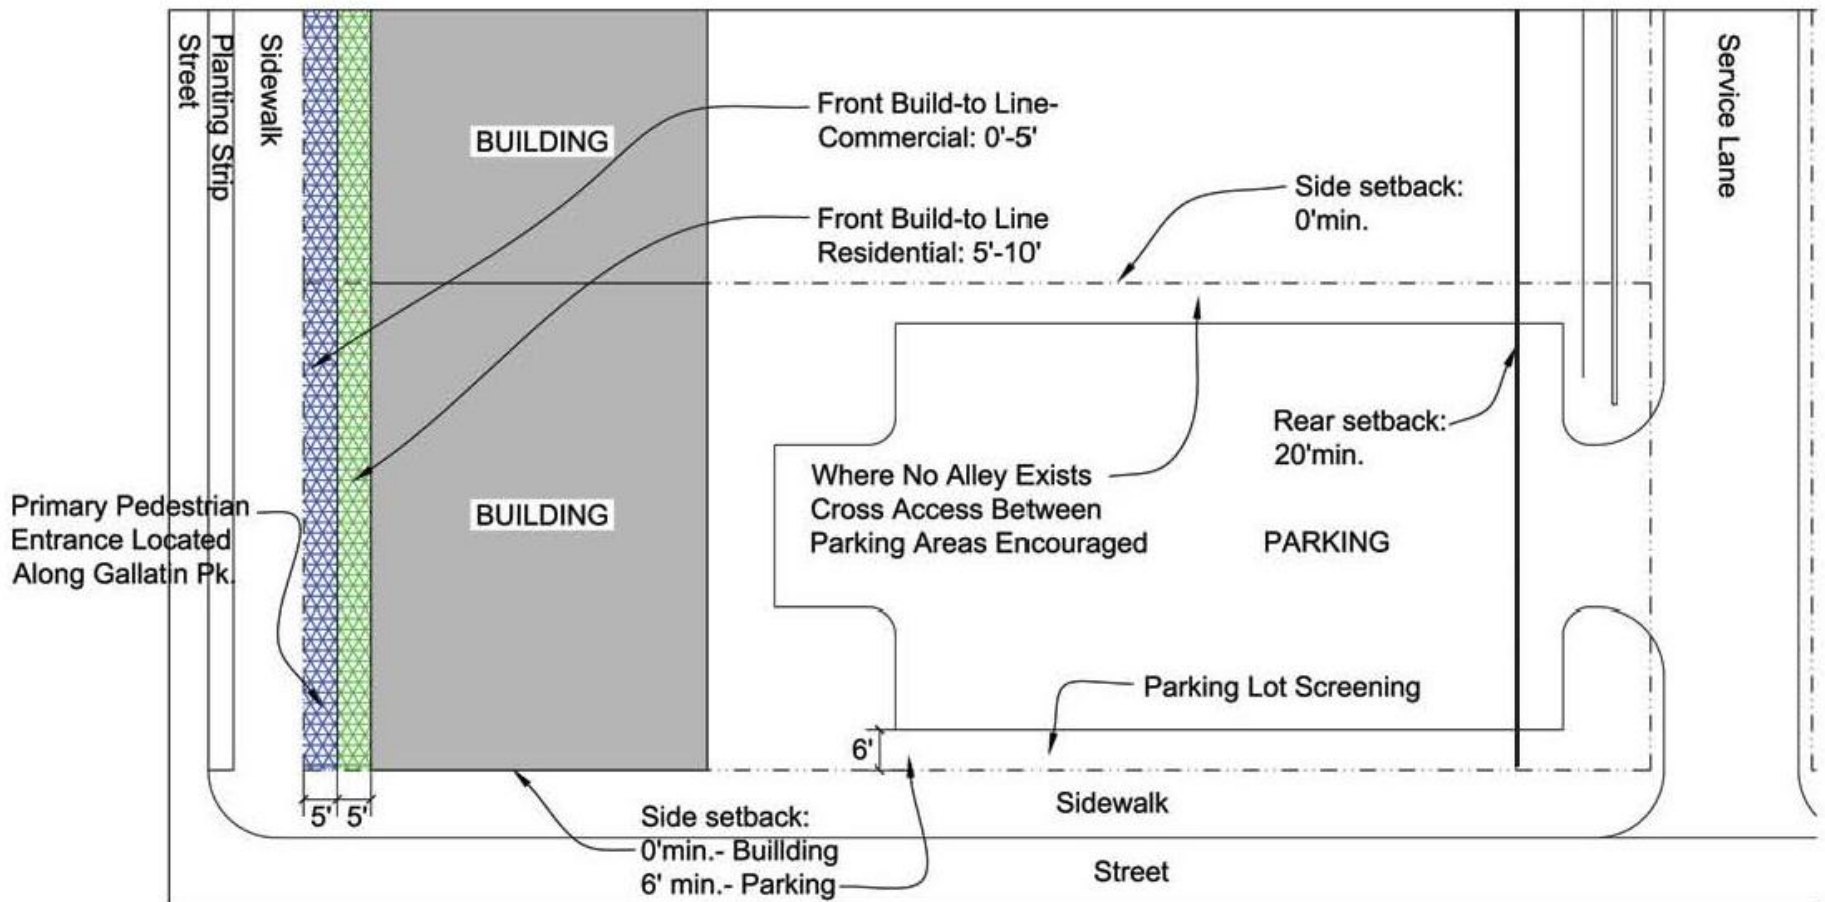 Street
Planting Strip
Sidewalk
BUILDING
Front Build-to Line-
Commercial: 0'-5'
Front Build-to Line
Residential: 5'-10'
Side setback:
0'min.
Service Lane
Rear setback:
20'min.
Where No Alley Exists
Cross Access Between
Parking Areas Encouraged
PARKING
Primary Pedestrian
Entrance Located
Along Gallatin Pk.
BUILDING
Parking Lot Screening
6'
5' 5'
Side setback:
0'min.- Buillding
6' min.- Parking
Sidewalk
Street